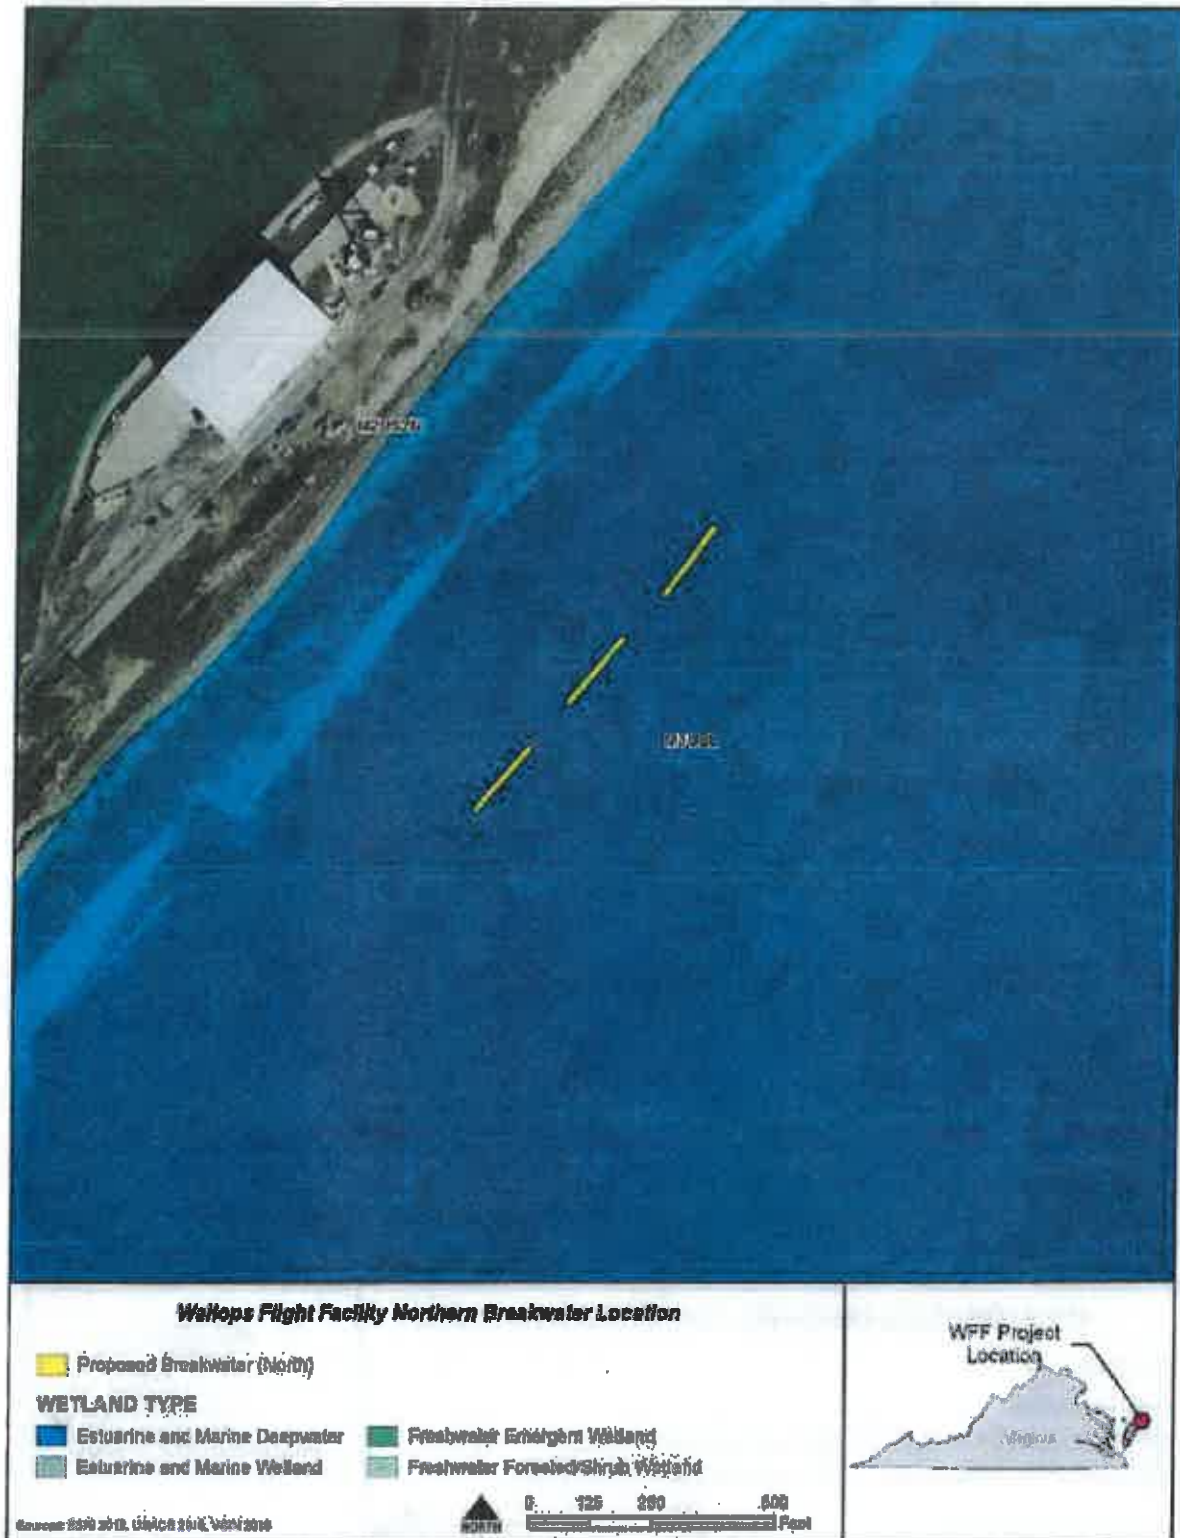 Wallops Flight Facility Northern Breakwater Location
Proposed Breakwater (North)
WETLAND TYPE
Estuarine and Marine Deepwater
Estuarine and Marine Wetland
Freshwater Emergent Wetland
Freshwater Forested/Shrub Wetland
NORTH
0 125 250 500
Feet
WFF Project
Location
Virginia